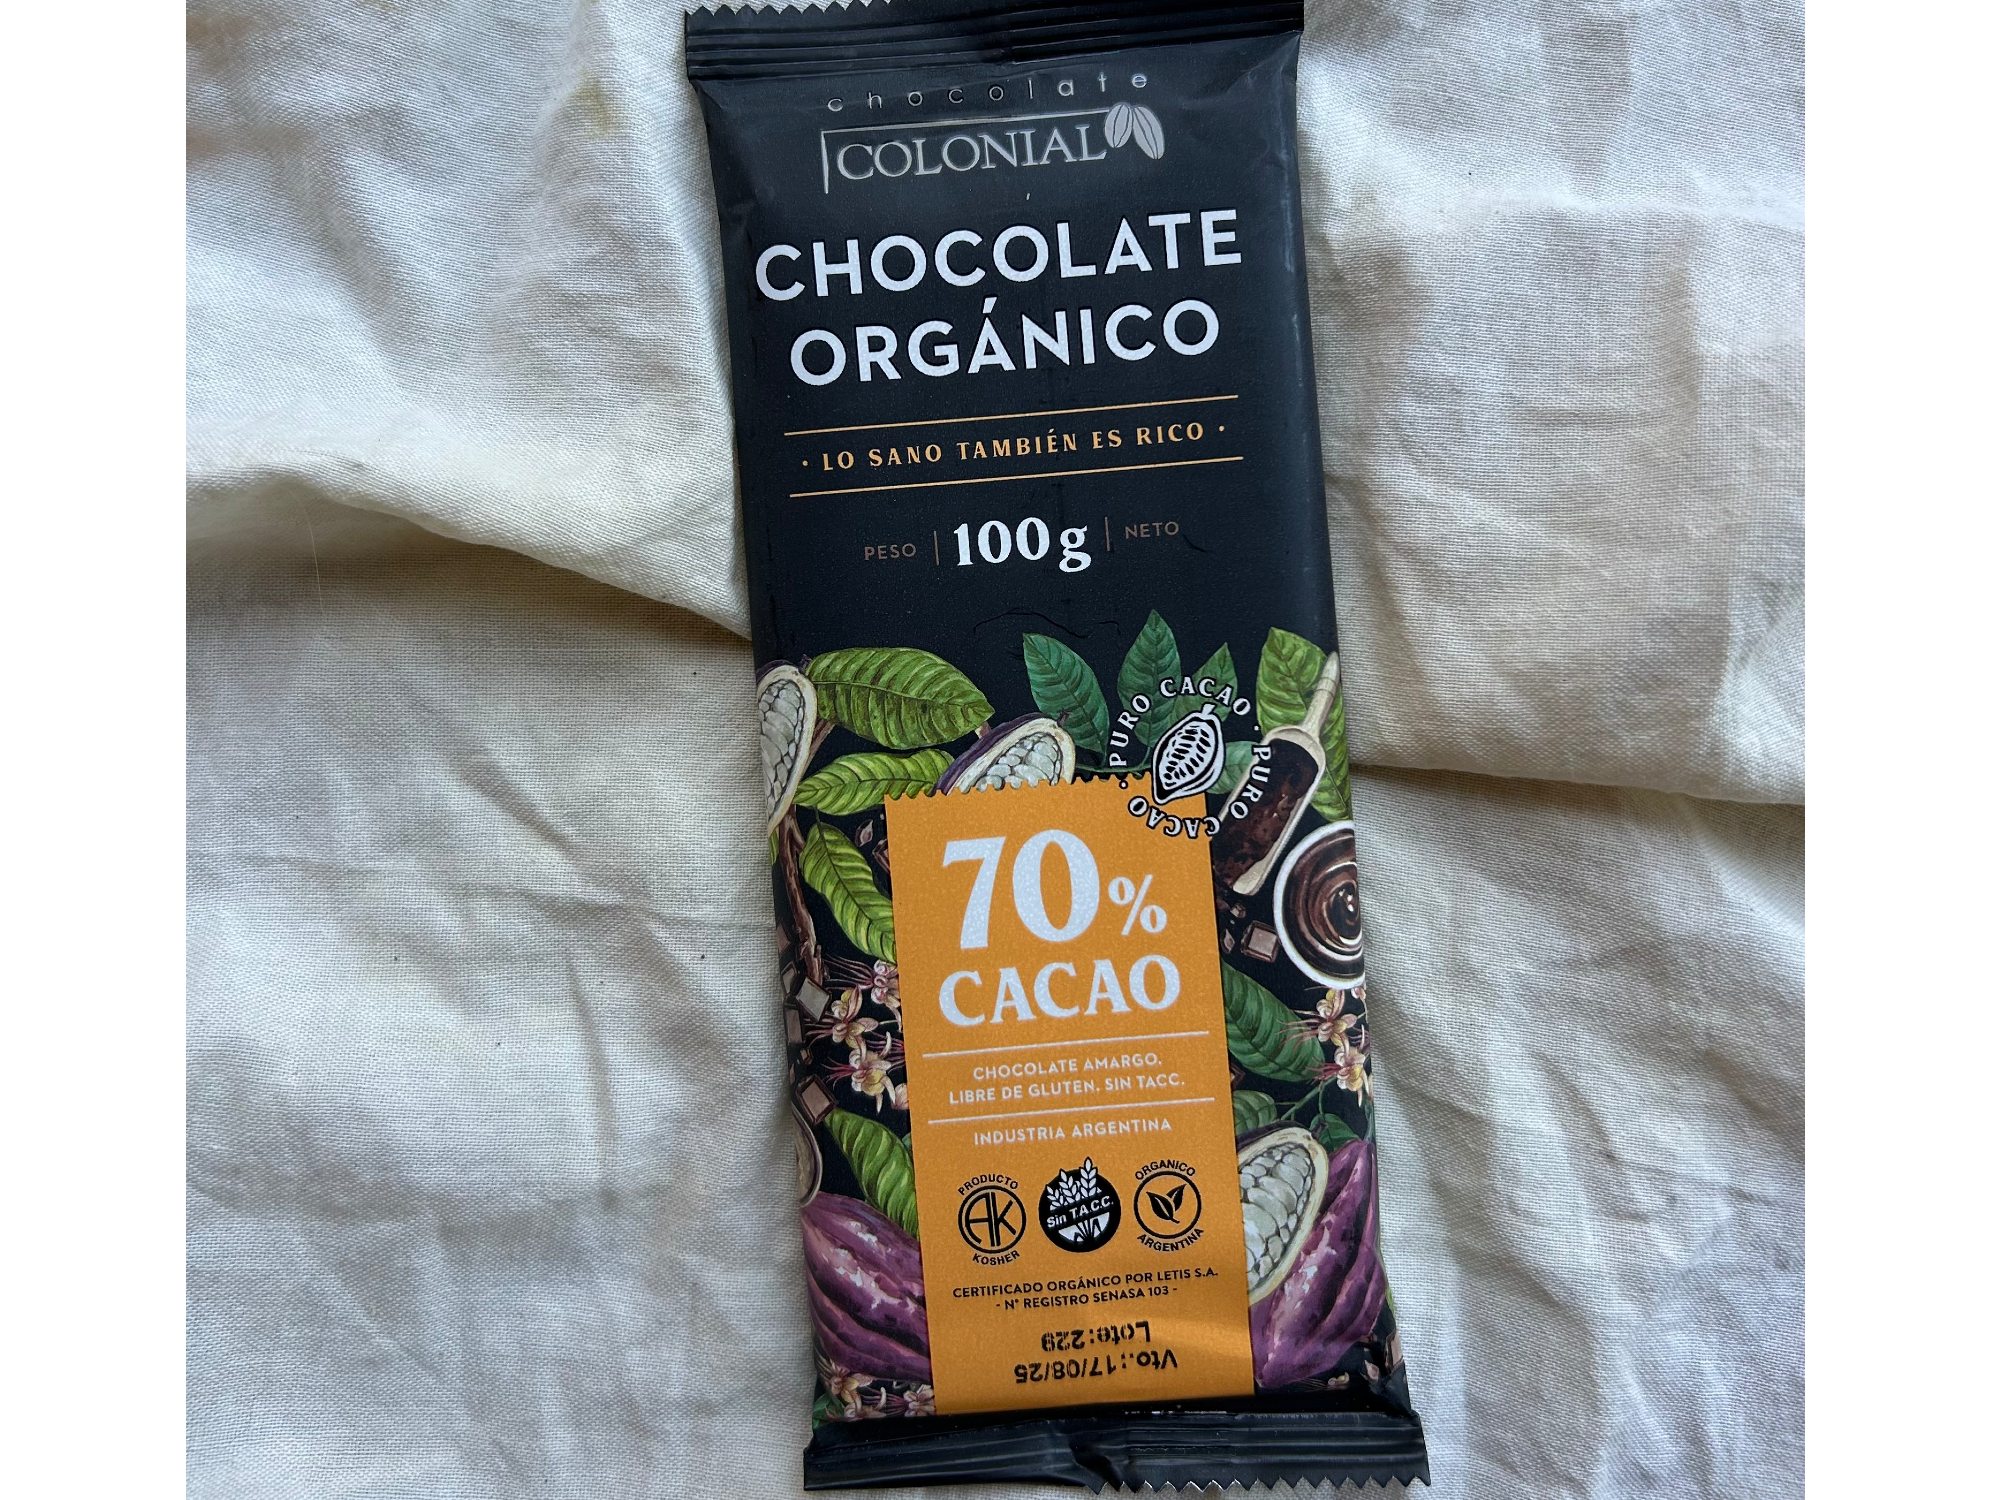 chocolate
COLONIAL
CHOCOLATE
ORGÁNICO
· LO SANO TAMBIÉN ES RICO ·
PESO | 100g | NETO
PURO CACAO · PURO CACAO ·
70%
CACAO
CHOCOLATE AMARGO.
LIBRE DE GLUTEN. SIN TACC.
INDUSTRIA ARGENTINA
PRODUCTO
AK
KOSHER
Sin T.A.C.C.
ORGANICO
ARGENTINA
CERTIFICADO ORGÁNICO POR LETIS S.A.
- N° REGISTRO SENASA 103 -
Vto.:17/08/25
Lote:229